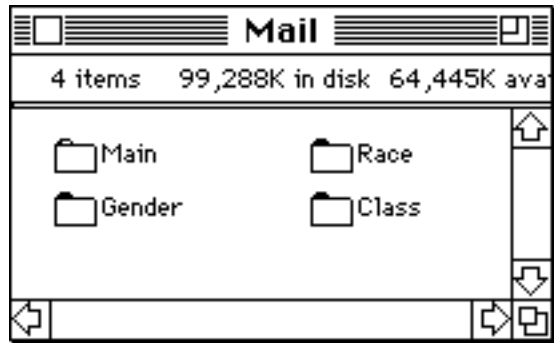 Mail
4 items 99,288K in disk 64,445K ava
Main Race
Gender Class